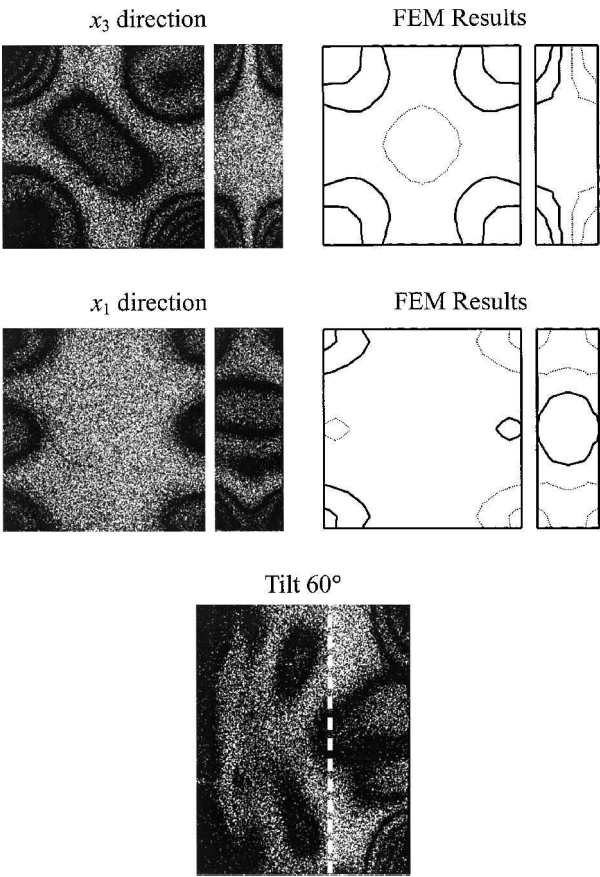 x₃ direction
FEM Results
x₁ direction
FEM Results
Tilt 60°